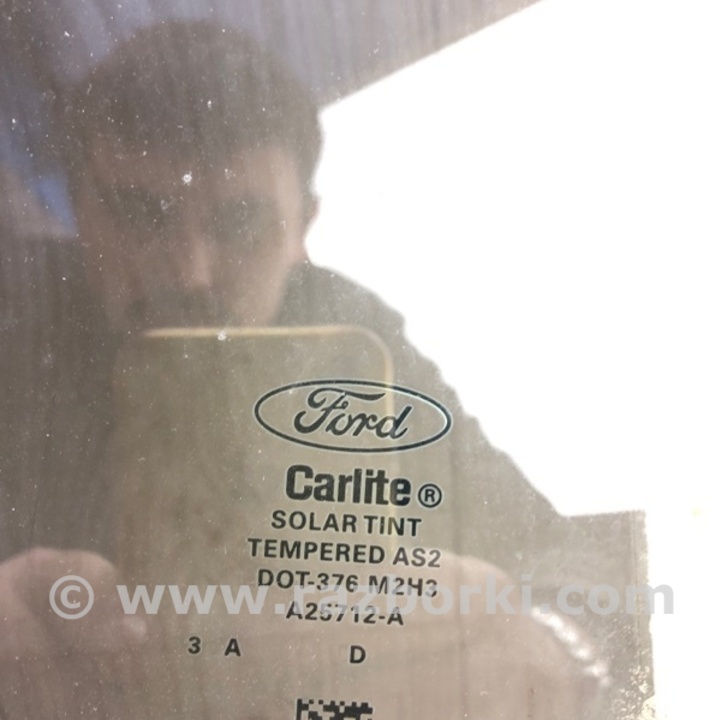 Ford
Carlite®
SOLAR TINT
TEMPERED AS2
DOT-376 M2H3
A25712-A
© www.razborki.com
3 A D